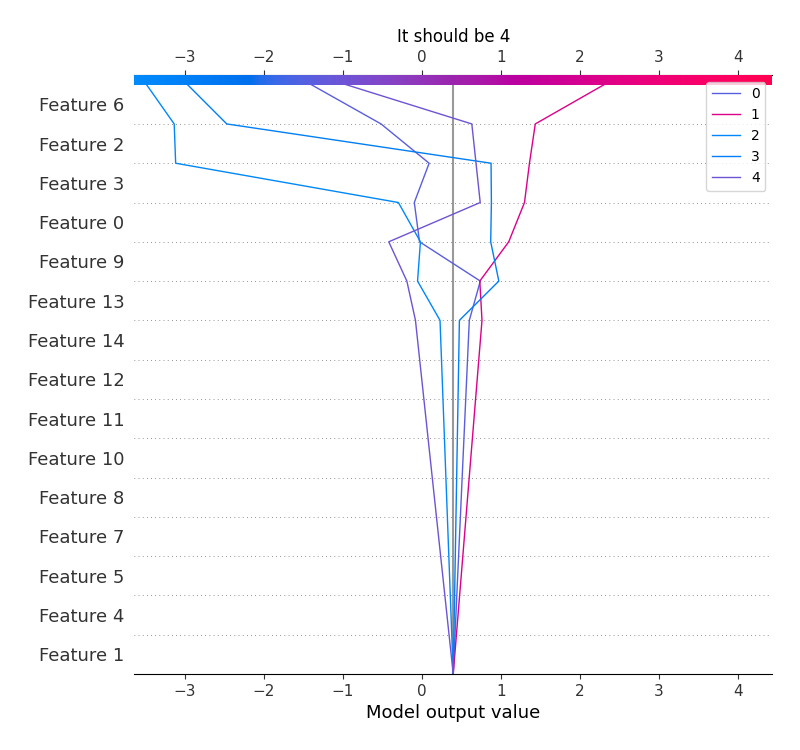 It should be 4
−3 −2 −1 0 1 2 3 4
Feature 6
Feature 2
Feature 3
Feature 0
Feature 9
Feature 13
Feature 14
Feature 12
Feature 11
Feature 10
Feature 8
Feature 7
Feature 5
Feature 4
Feature 1
0
1
2
3
4
−3 −2 −1 0 1 2 3 4
Model output value